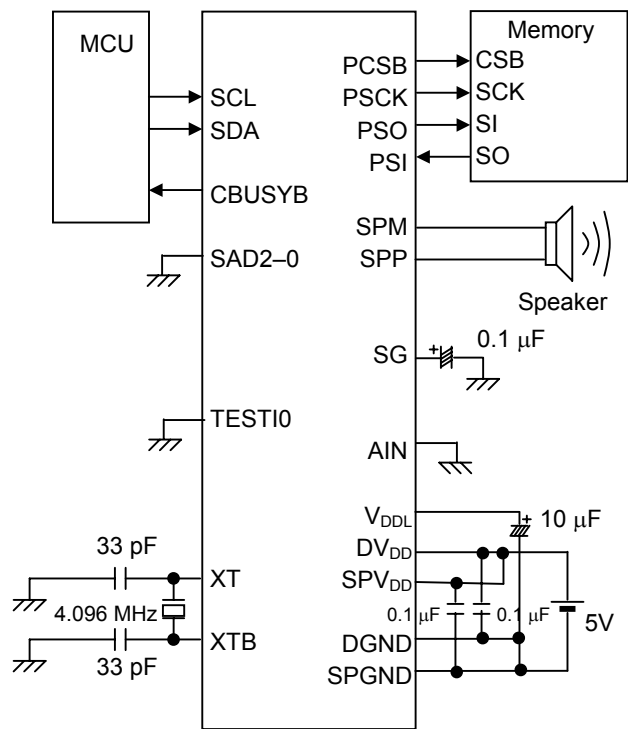 MCU
SCL
SDA
CBUSYB
SAD2–0
TESTI0
33 pF
XT
4.096 MHz
XTB
33 pF
Memory
PCSB
CSB
PSCK
SCK
PSO
SI
PSI
SO
SPM
SPP
Speaker
SG
+
0.1 μF
AIN
VDDL
+
10 μF
DVDD
SPVDD
0.1 μF
0.1 μF
5V
DGND
SPGND